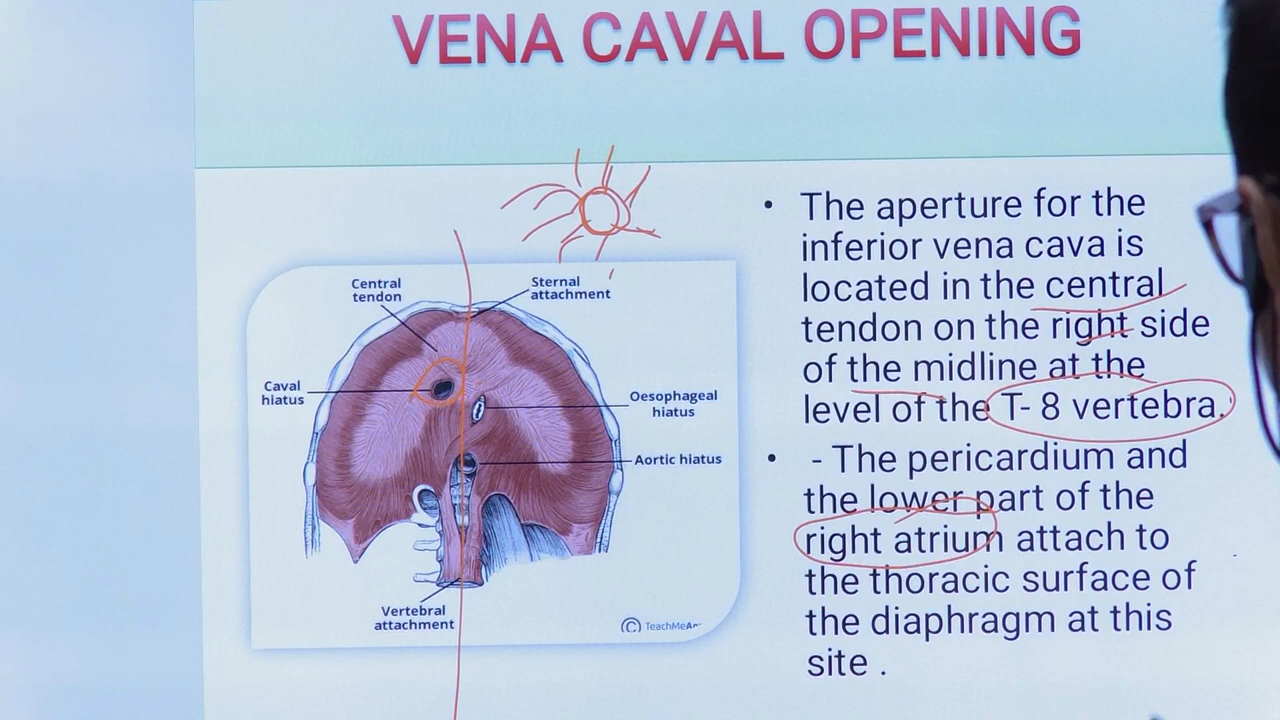 VENA CAVAL OPENING
Central
tendon
Sternal
attachment
Caval
hiatus
Oesophageal
hiatus
Aortic hiatus
Vertebral
attachment
© TeachMeAn
• The aperture for the
inferior vena cava is
located in the central
tendon on the right side
of the midline at the
level of the T- 8 vertebra.
• - The pericardium and
the lower part of the
right atrium attach to
the thoracic surface of
the diaphragm at this
site .